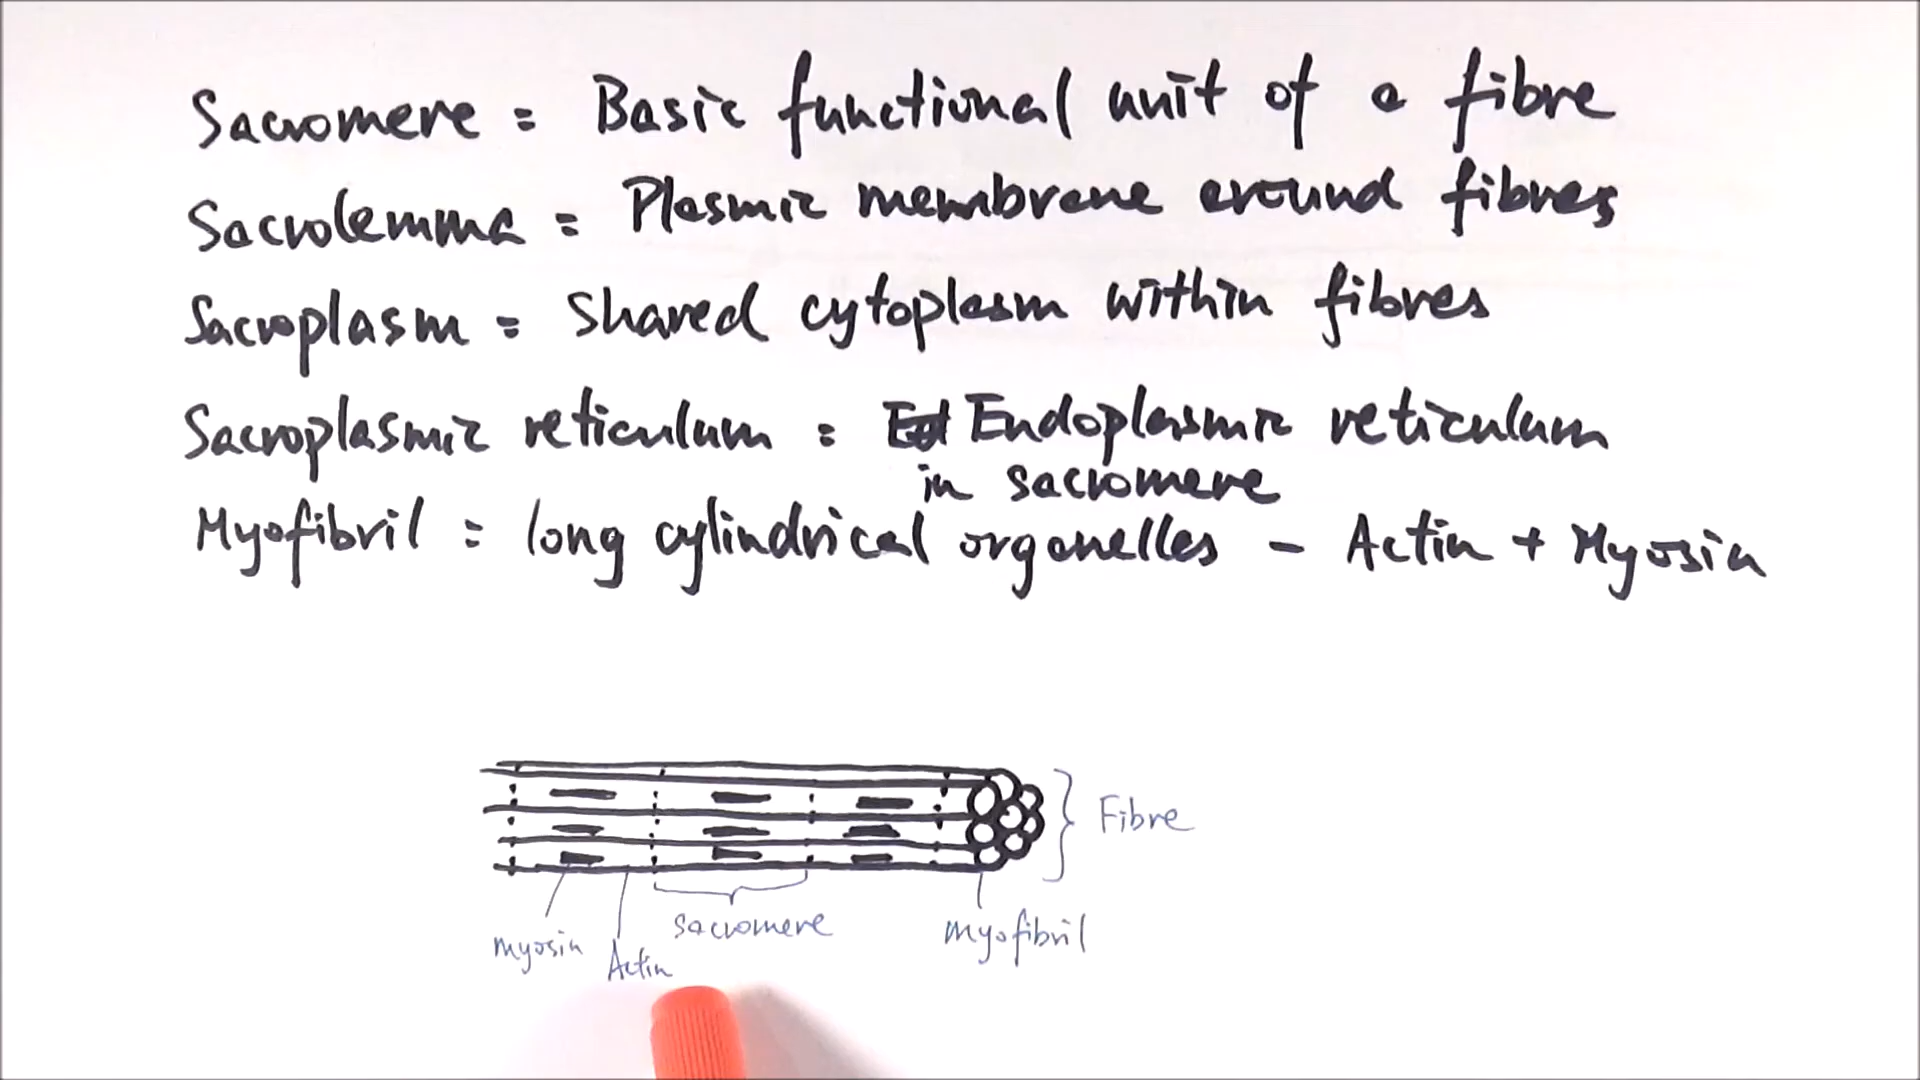 Sacromere = Basic functional unit of a fibre
Sacrolemma = Plasmic membrane around fibres
Sacroplasm = Shared cytoplasm within fibres
Sacroplasmic reticulum = Endoplasmic reticulum
in sacromere
Myofibril = long cylindrical organelles - Actin + Myosin
Fibre
sacromere
myofibril
myosin
Actin